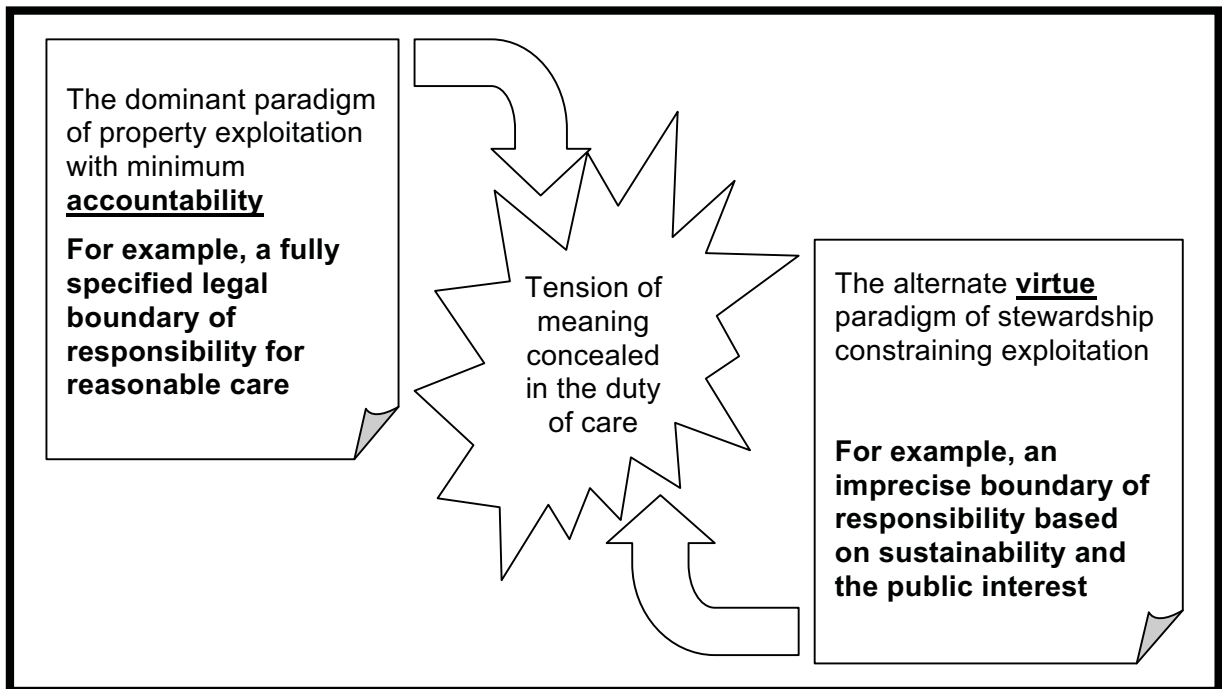 The dominant paradigm
of property exploitation
with minimum
accountability
For example, a fully
specified legal
boundary of
responsibility for
reasonable care
Tension of
meaning
concealed
in the duty
of care
The alternate virtue
paradigm of stewardship
constraining exploitation
For example, an
imprecise boundary of
responsibility based
on sustainability and
the public interest